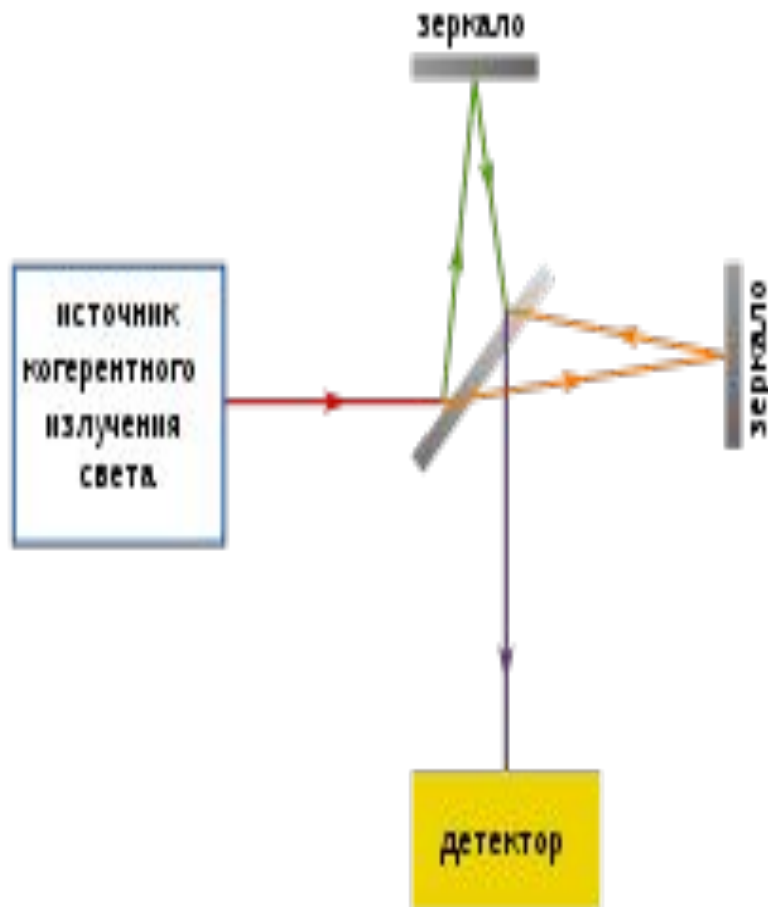 зеркало
источник
когерентного
излучения
света
зеркало
детектор